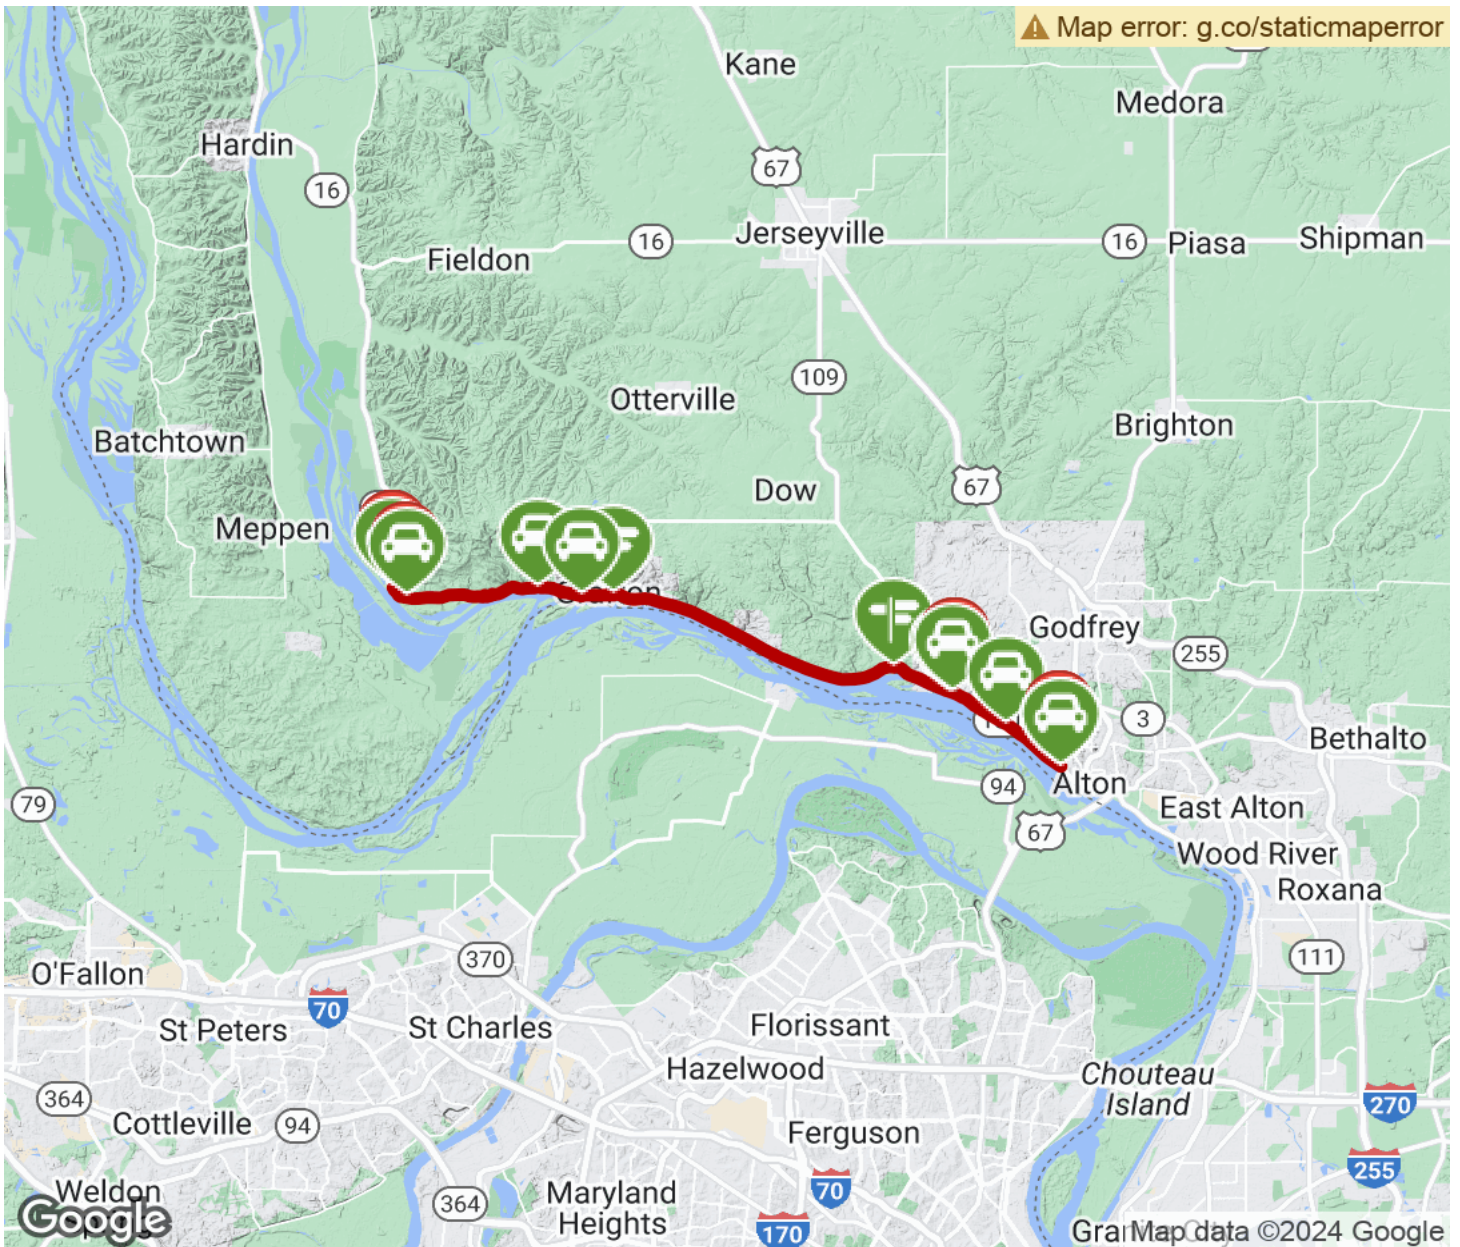 Map error: g.co/staticmaperror
Kane
Medora
Hardin
67
16
16
Jerseyville
16
Piasa
Shipman
Fieldon
109
Otterville
Brighton
Batchtown
Dow
67
Meppen
Godfrey
255
3
Bethalto
94
Alton
79
East Alton
67
Wood River
Roxana
370
111
O'Fallon
70
St Peters
St Charles
Florissant
Hazelwood
Chouteau
Island
364
270
Cottleville
94
Ferguson
255
Weldon
70
Maryland
Heights
364
Google
170
Map data ©2024 Google